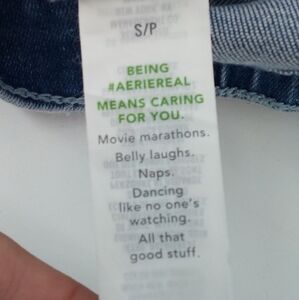 S/P
BEING
#AERIEREAL
MEANS CARING
FOR YOU.
Movie marathons.
Belly laughs.
Naps.
Dancing
like no one's
watching.
All that
good stuff.